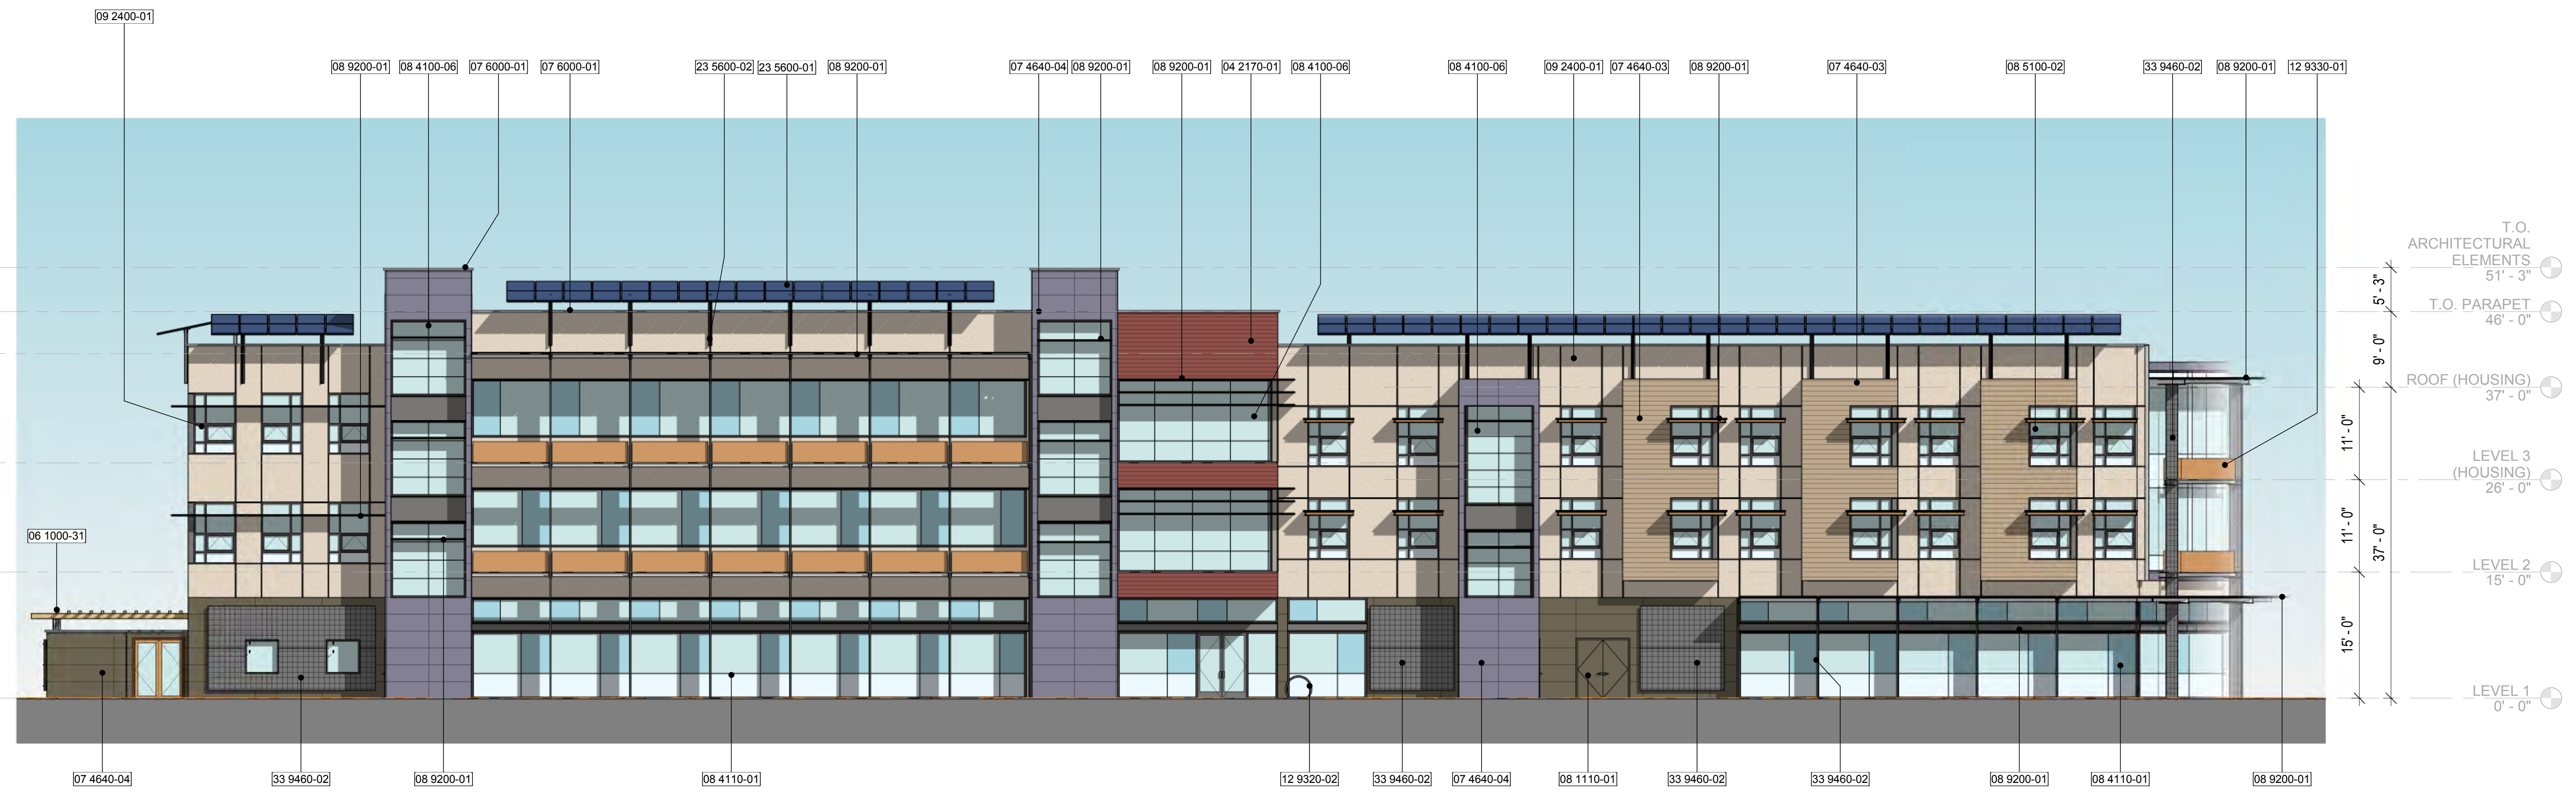 09 2400-01
08 9200-01
08 4100-06
07 6000-01
07 6000-01
23 5600-02
23 5600-01
08 9200-01
07 4640-04
08 9200-01
08 9200-01
04 2170-01
08 4100-06
08 4100-06
09 2400-01
07 4640-03
08 9200-01
07 4640-03
08 5100-02
33 9460-02
08 9200-01
12 9330-01
T.O.
ARCHITECTURAL
ELEMENTS
51' - 3"
5' - 3"
T.O. PARAPET
46' - 0"
9' - 0"
ROOF (HOUSING)
37' - 0"
11' - 0"
LEVEL 3
(HOUSING)
26' - 0"
11' - 0"
37' - 0"
LEVEL 2
15' - 0"
15' - 0"
LEVEL 1
0' - 0"
06 1000-31
07 4640-04
33 9460-02
08 9200-01
08 4110-01
12 9320-02
33 9460-02
07 4640-04
08 1110-01
33 9460-02
33 9460-02
08 9200-01
08 4110-01
08 9200-01